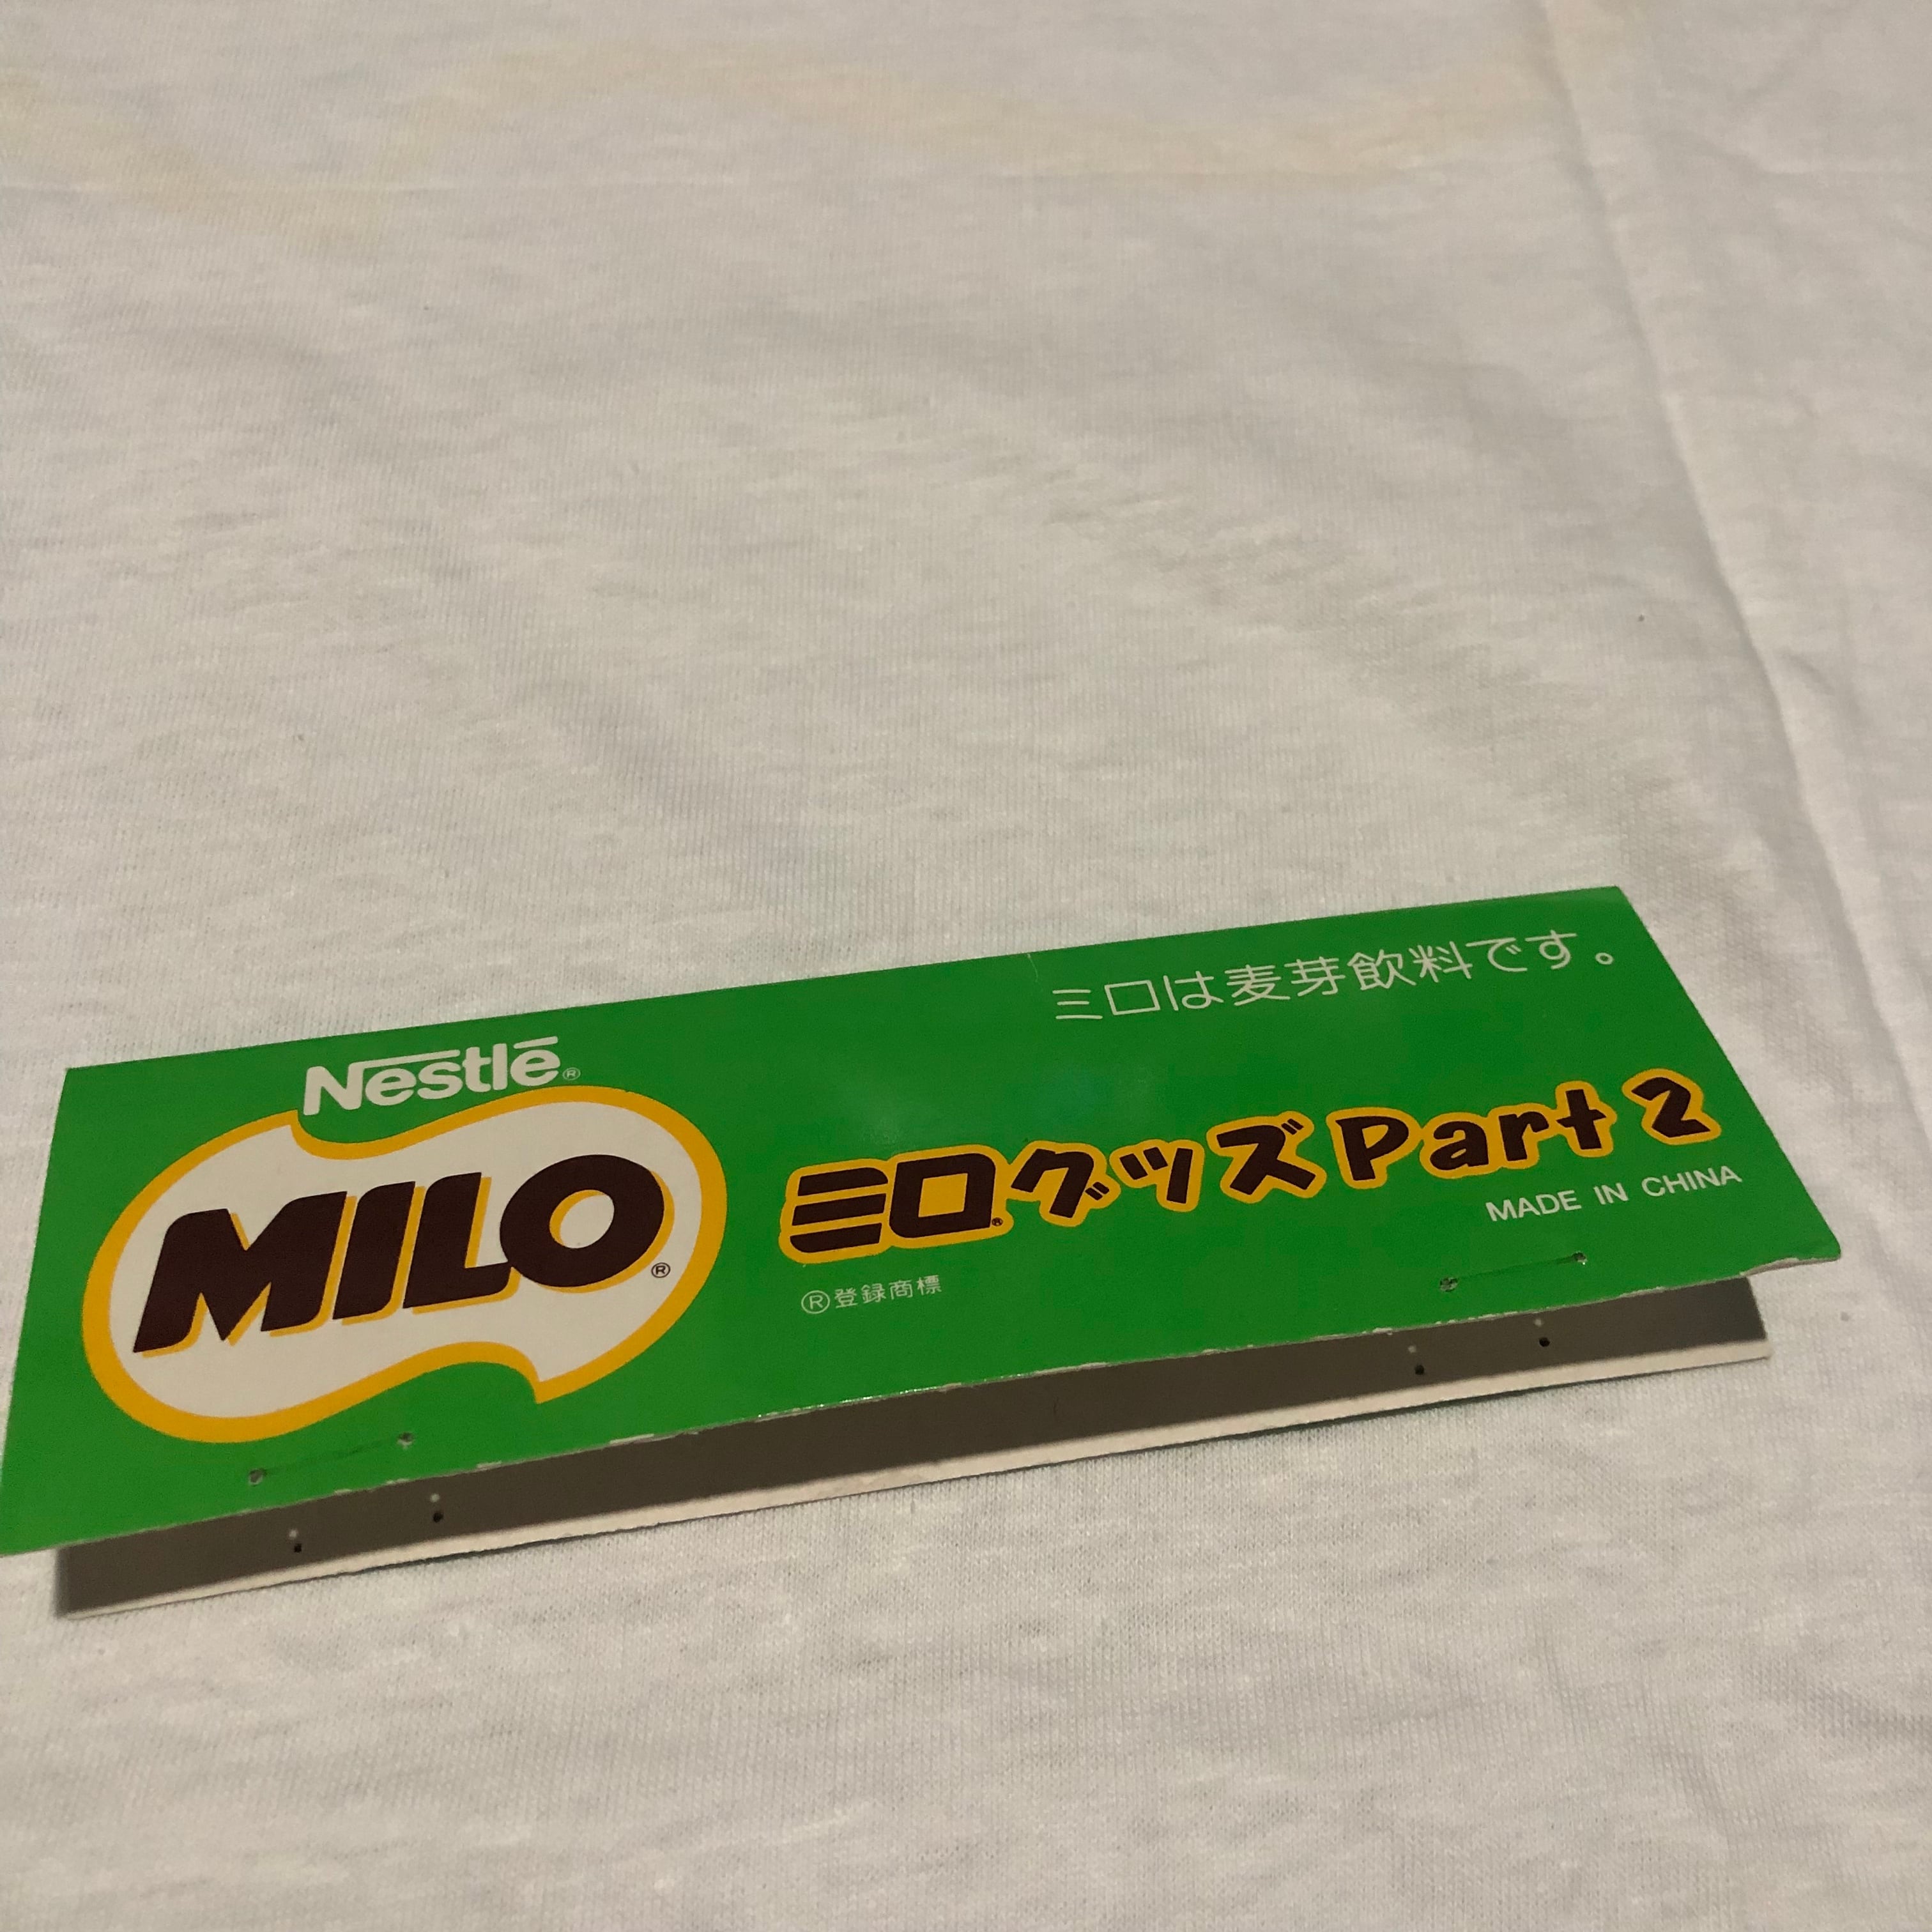 ミロは麦芽飲料です。
Nestlé®
MILO®
ミロ®グッズ Part 2
MADE IN CHINA
®登録商標